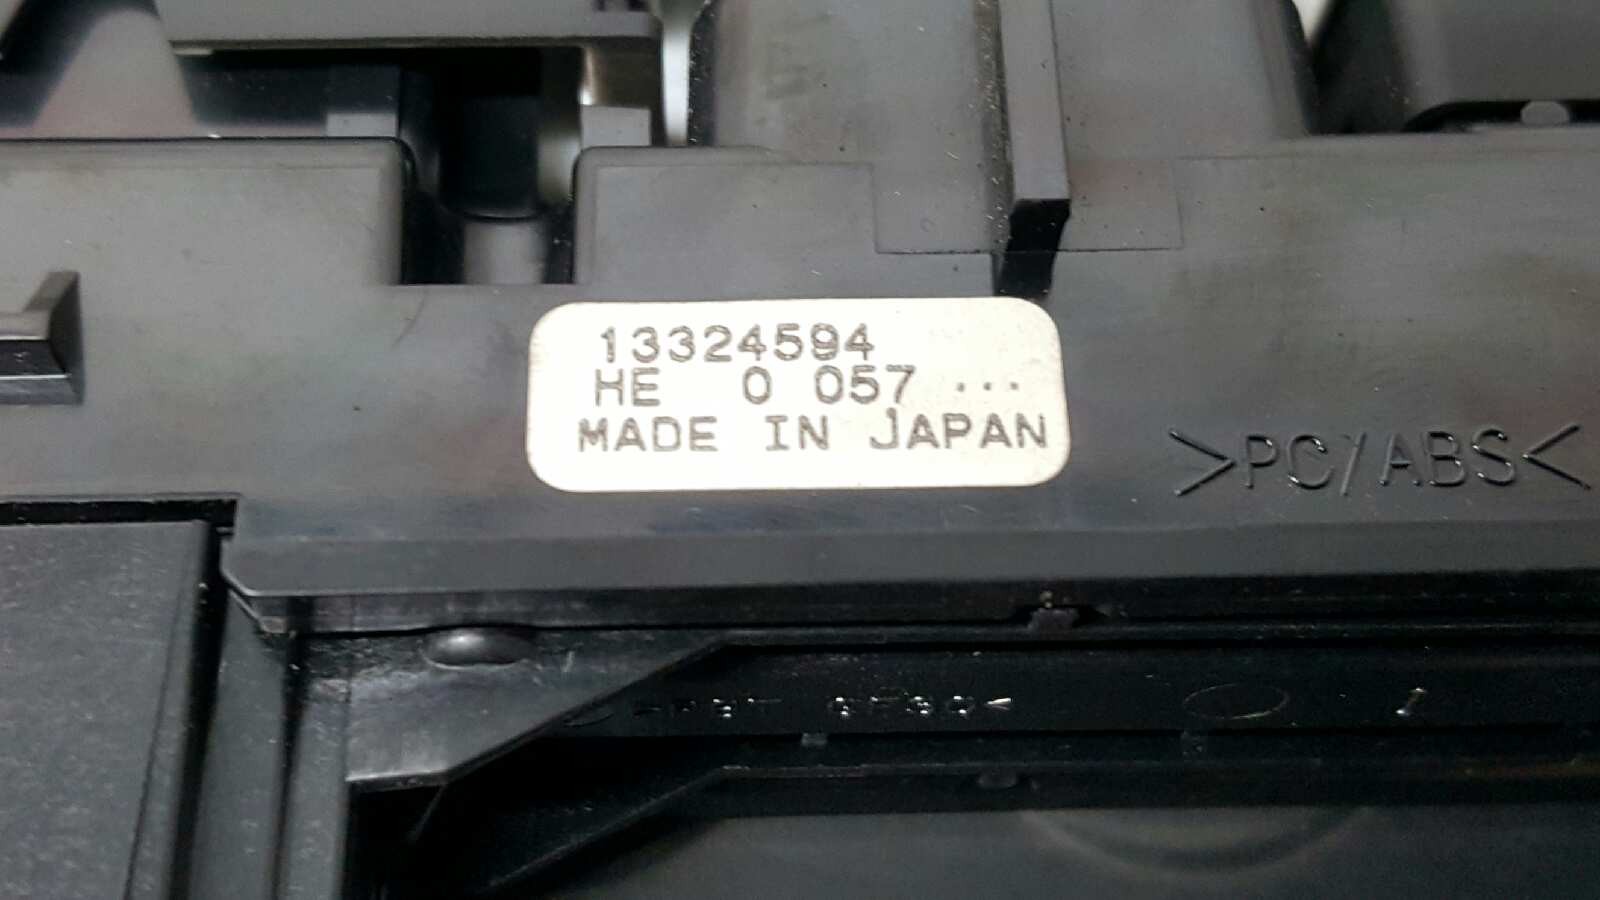 13324594
HE 0 057 ...
MADE IN JAPAN
>PC/ABS<